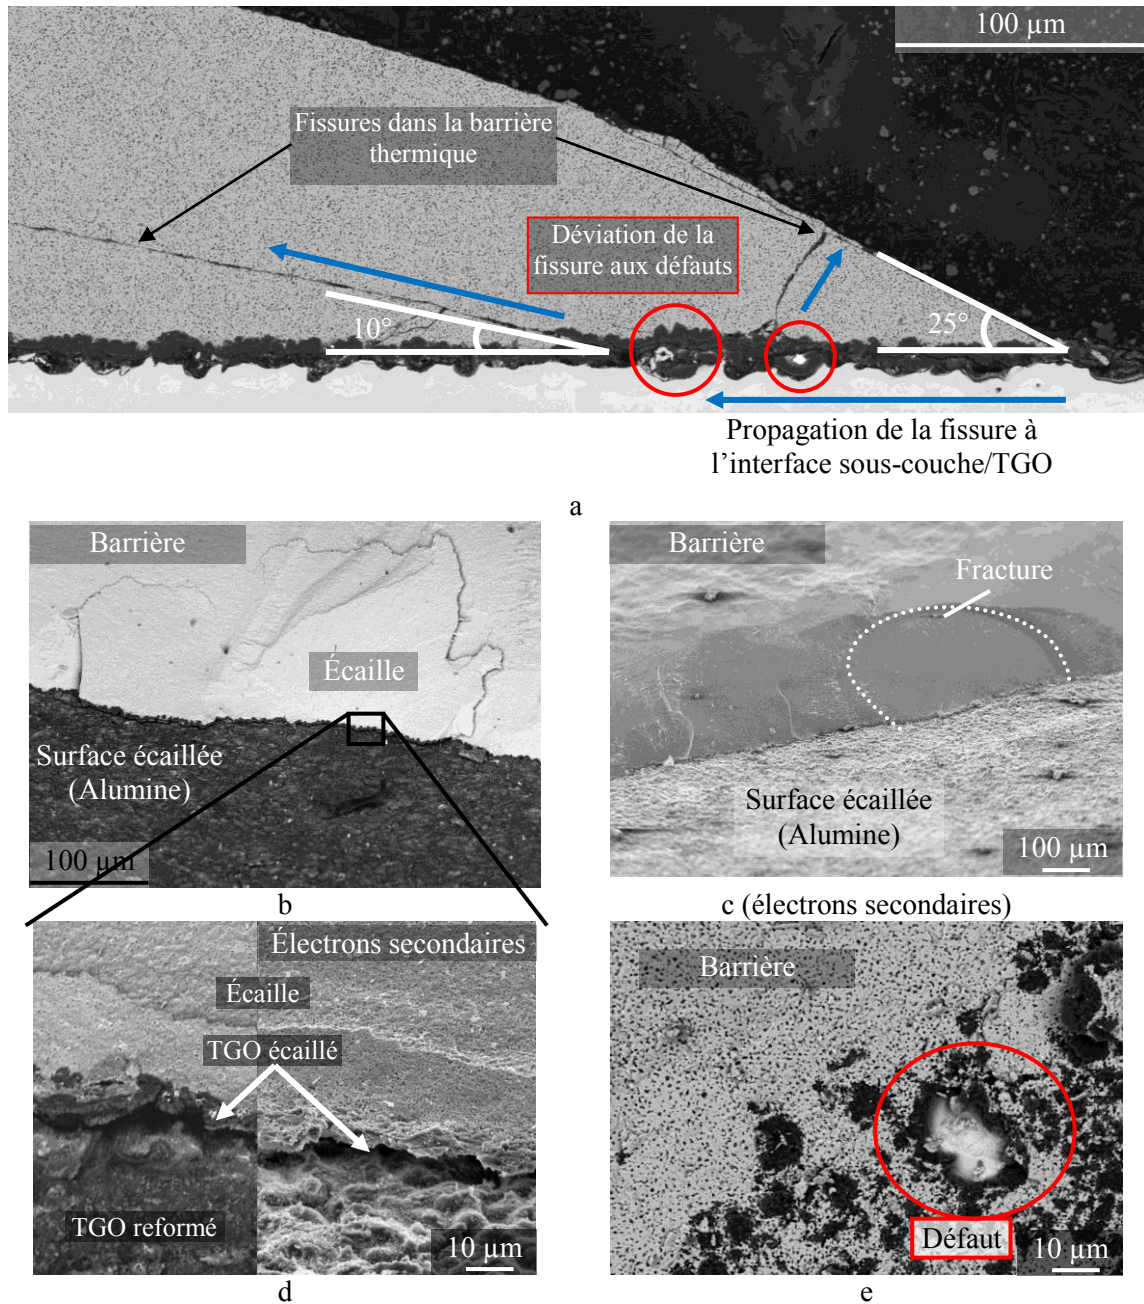 100 µm
Fissures dans la barrière
thermique
Déviation de la
fissure aux défauts
10°
25°
Propagation de la fissure à
l’interface sous-couche/TGO
a
Barrière
Écaille
Surface écaillée
(Alumine)
100 µm
b
Barrière
Fracture
Surface écaillée
(Alumine)
100 µm
c (électrons secondaires)
Électrons secondaires
Écaille
TGO écaillé
TGO reformé
10 µm
d
Barrière
Défaut
10 µm
e